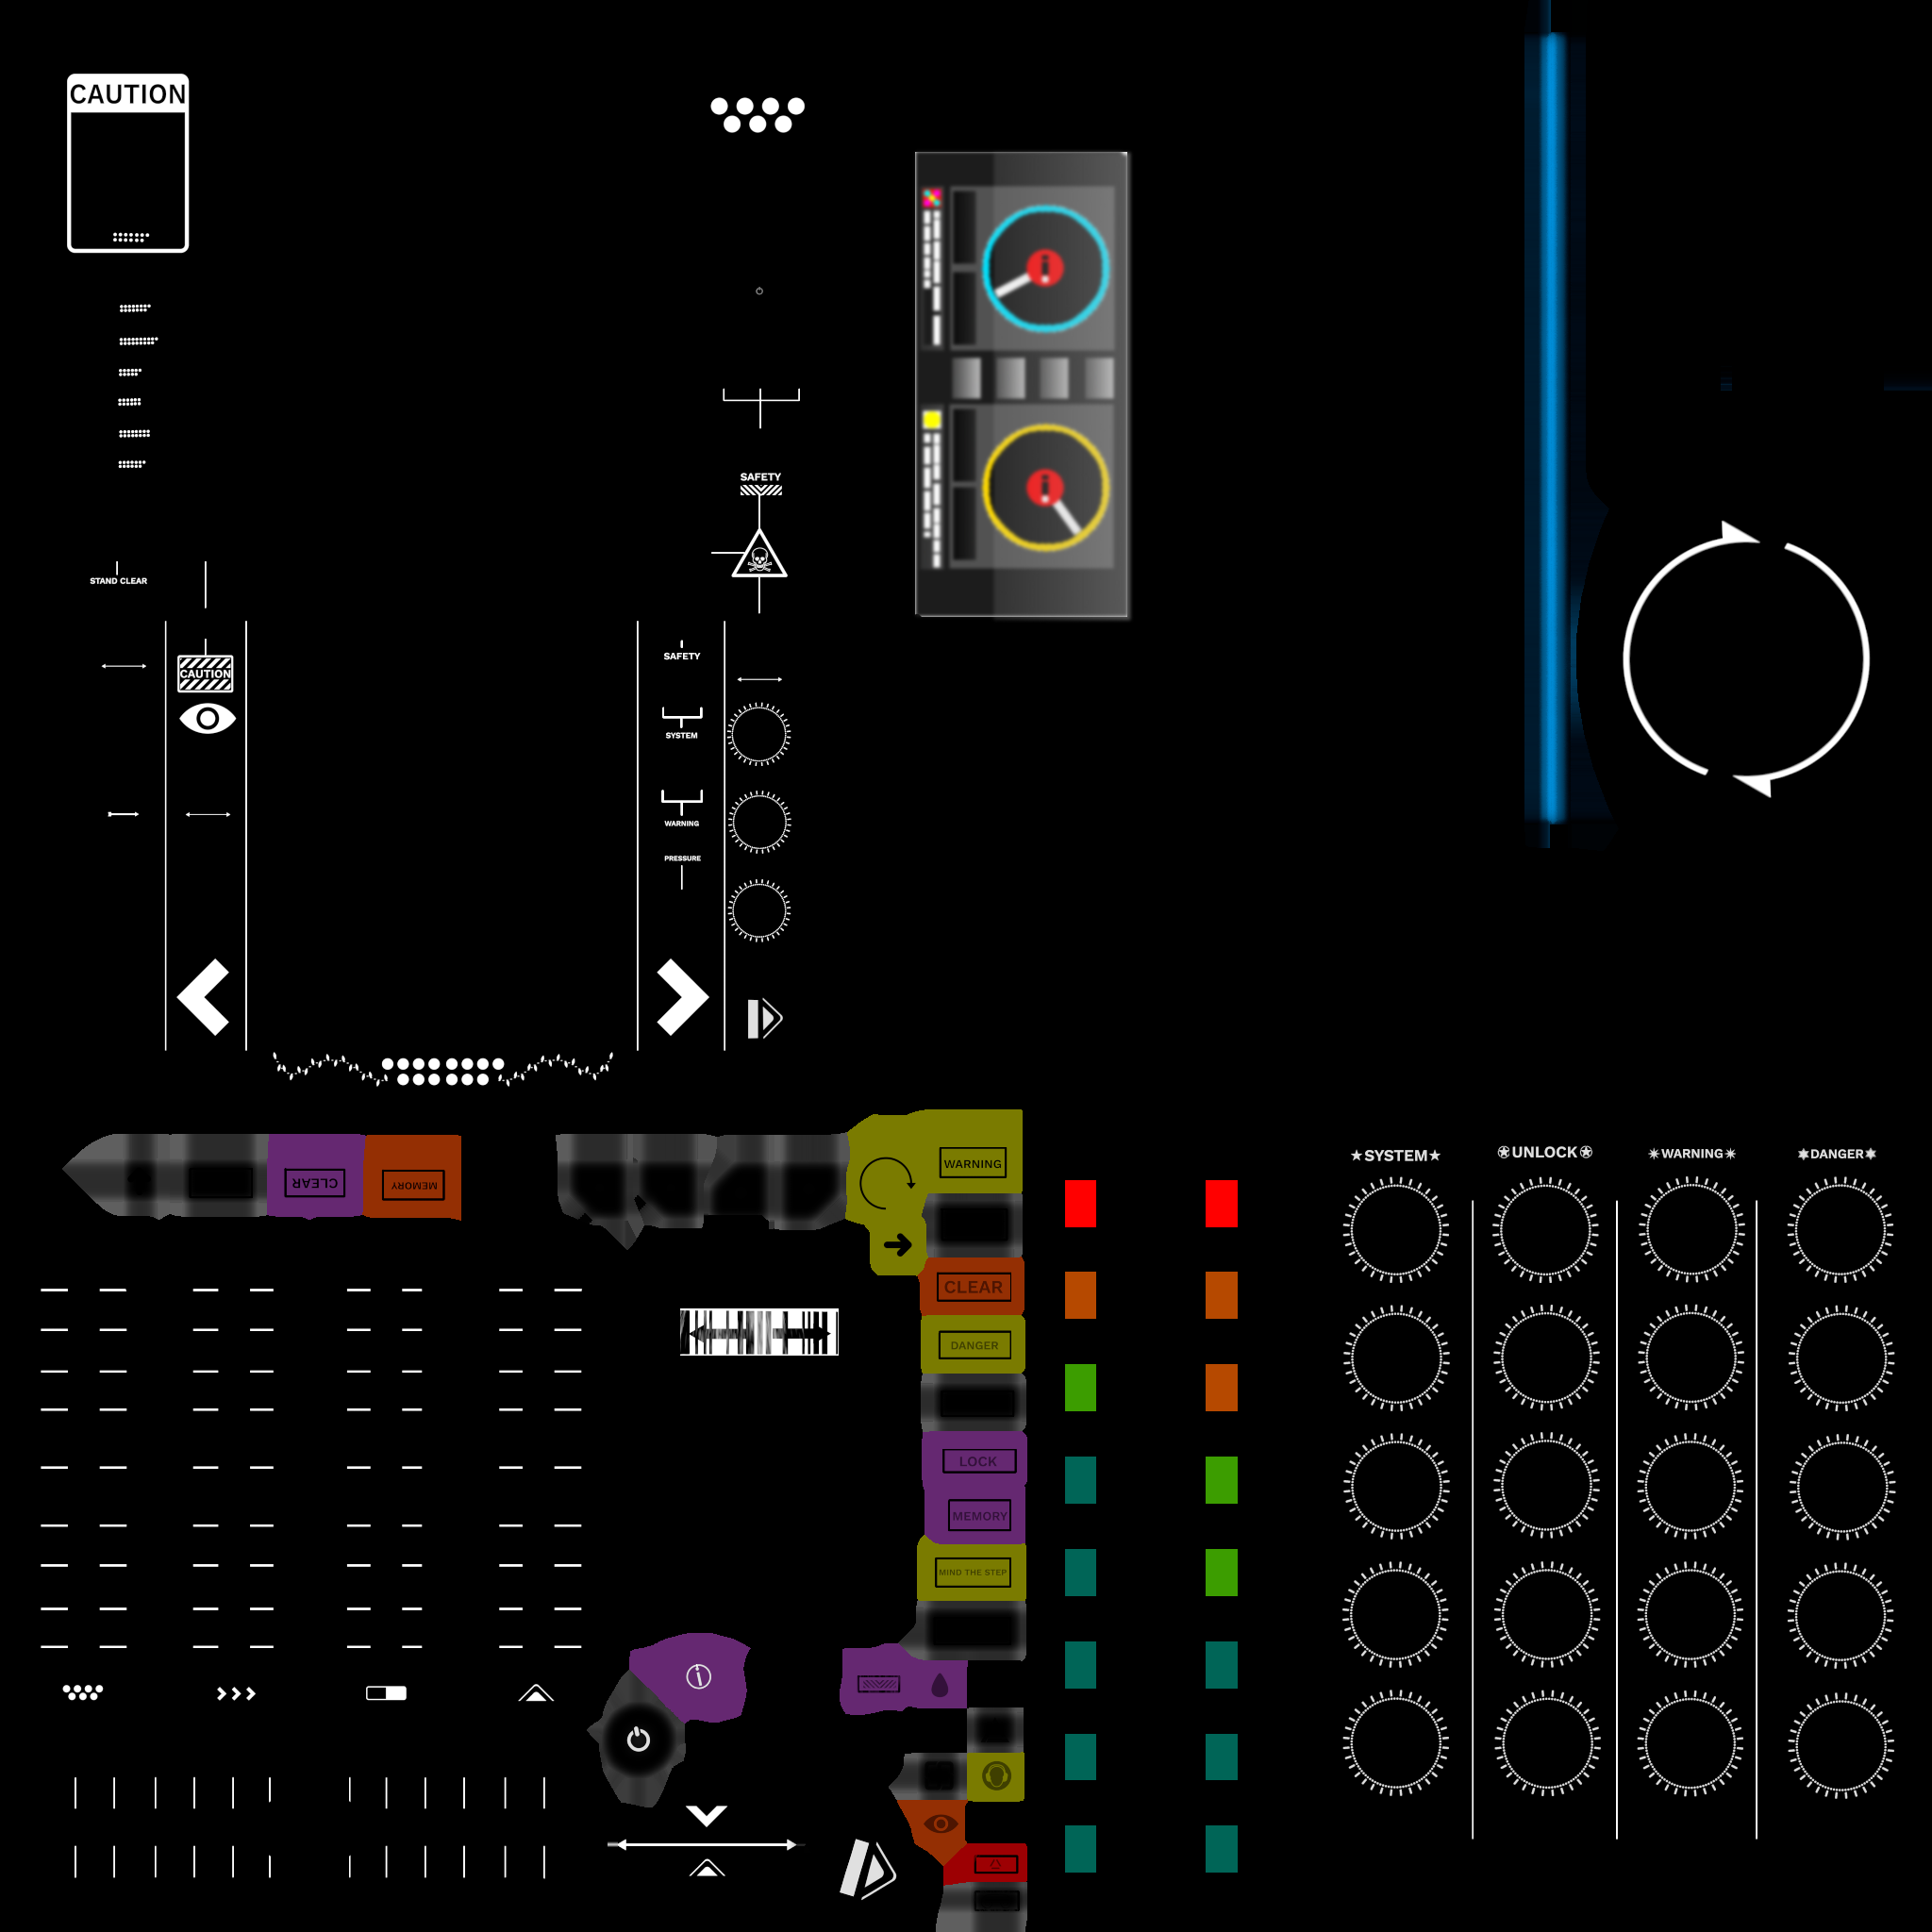 CAUTION
SAFETY
STAND CLEAR
CAUTION
SAFETY
SYSTEM
WARNING
PRESSURE
CLEAR
MEMORY
WARNING
CLEAR
DANGER
LOCK
MEMORY
MIND THE STEP
★SYSTEM★
UNLOCK
✷WARNING✷
DANGER